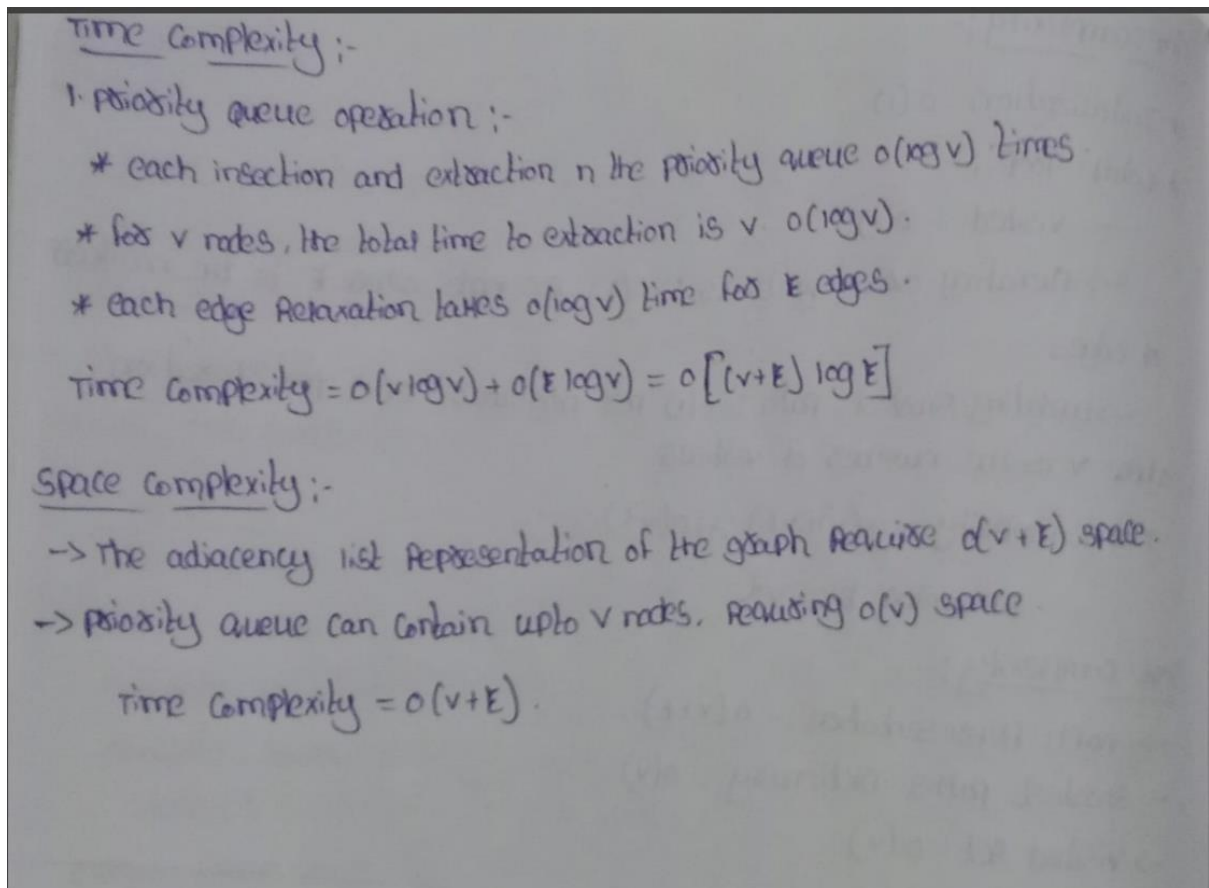 Time Complexity :-
1. Priority queue operation :-
* each insection and extraction n the priority queue o(log v) times
* for v nodes, the total time to extraction is v o(log v)
* each edge Relaxation takes o(log v) time for E edges.
Time Complexity = o(v log v) + o(E log v) = o[(v+E) log E]
Space Complexity :-
-> The adjacency list Representation of the graph Require o(v+E) space.
-> priority queue can contain upto v nodes, requring o(v) space
Time Complexity = o(v+E).